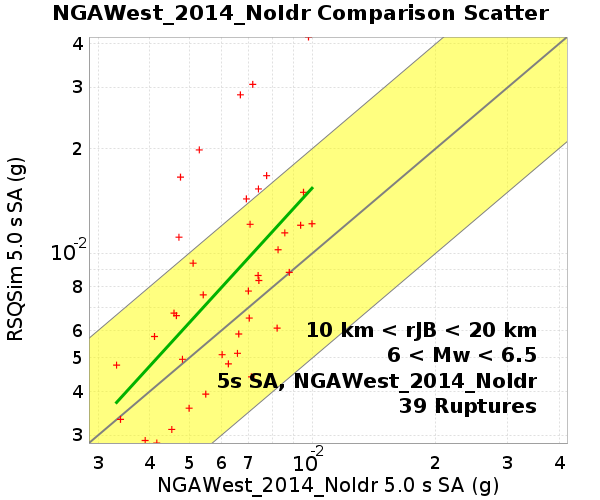 NGAWest_2014_NoIdr Comparison Scatter
RSQSim 5.0 s SA (g)
4
3
2
10-2
8
6
5
4
3
10 km < rJB < 20 km
6 < Mw < 6.5
5s SA, NGAWest_2014_NoIdr
39 Ruptures
3 4 5 6 7 10-2 2 3 4
NGAWest_2014_NoIdr 5.0 s SA (g)